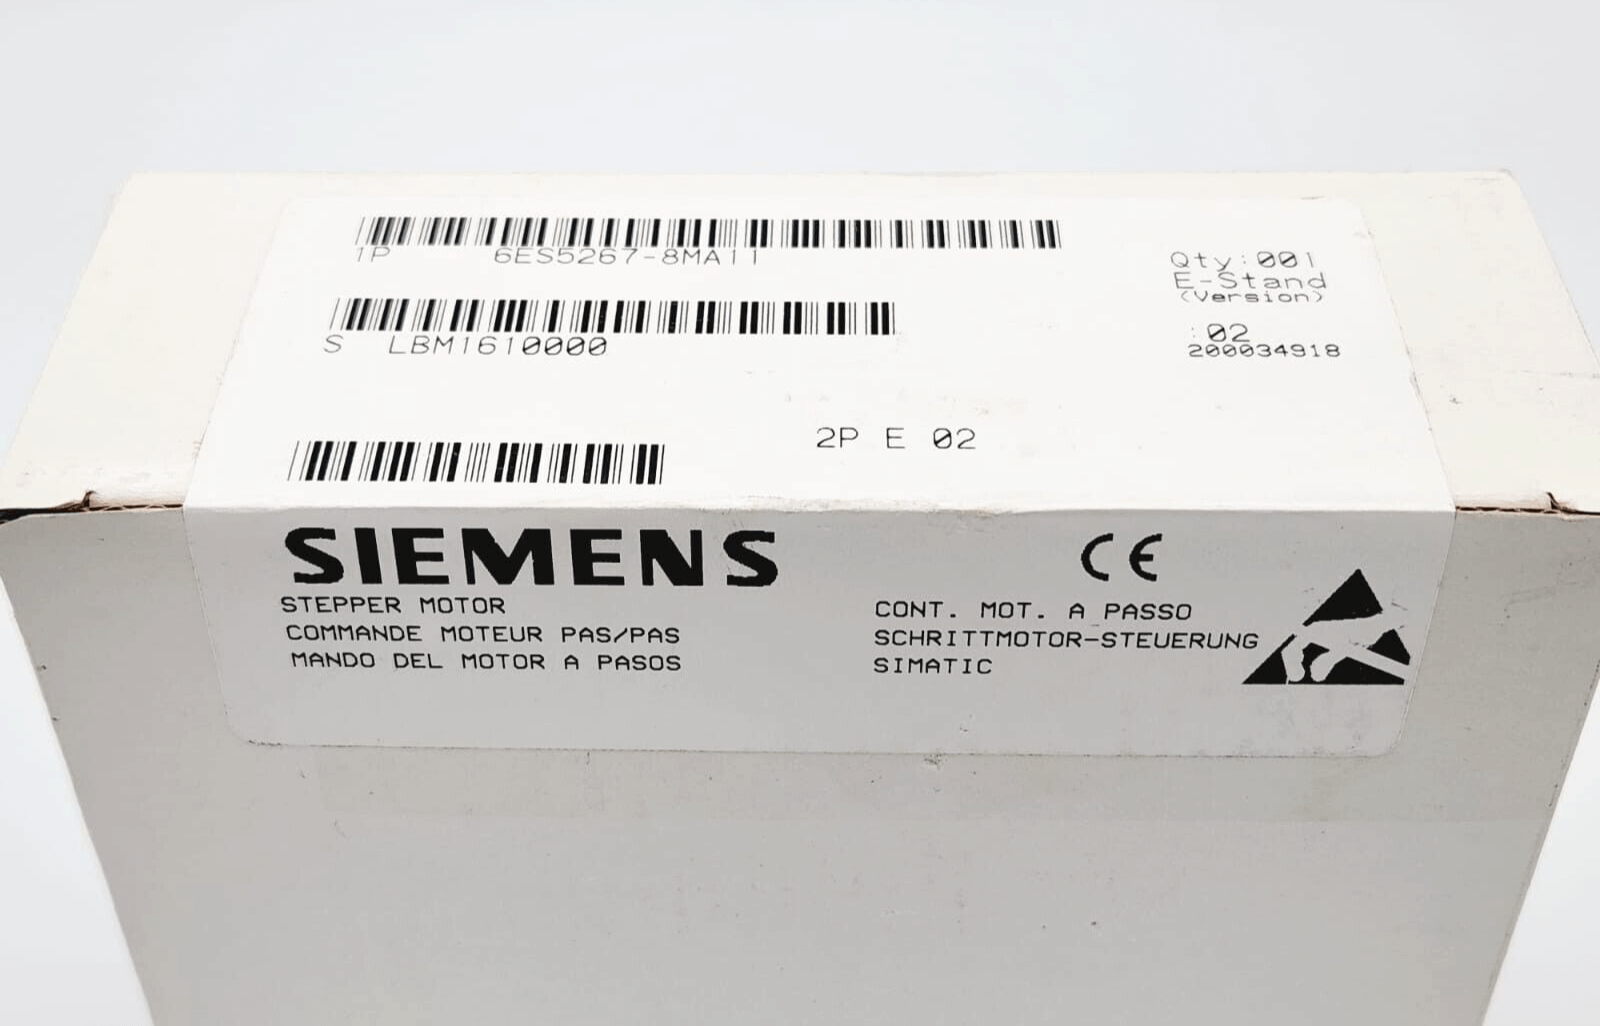 1P 6ES5267-8MA11
Qty:001
E-Stand
(Version)
S LBM1610000
:02
200034918
2P E 02
SIEMENS
CE
STEPPER MOTOR
COMMANDE MOTEUR PAS/PAS
MANDO DEL MOTOR A PASOS
CONT. MOT. A PASSO
SCHRITTMOTOR-STEUERUNG
SIMATIC